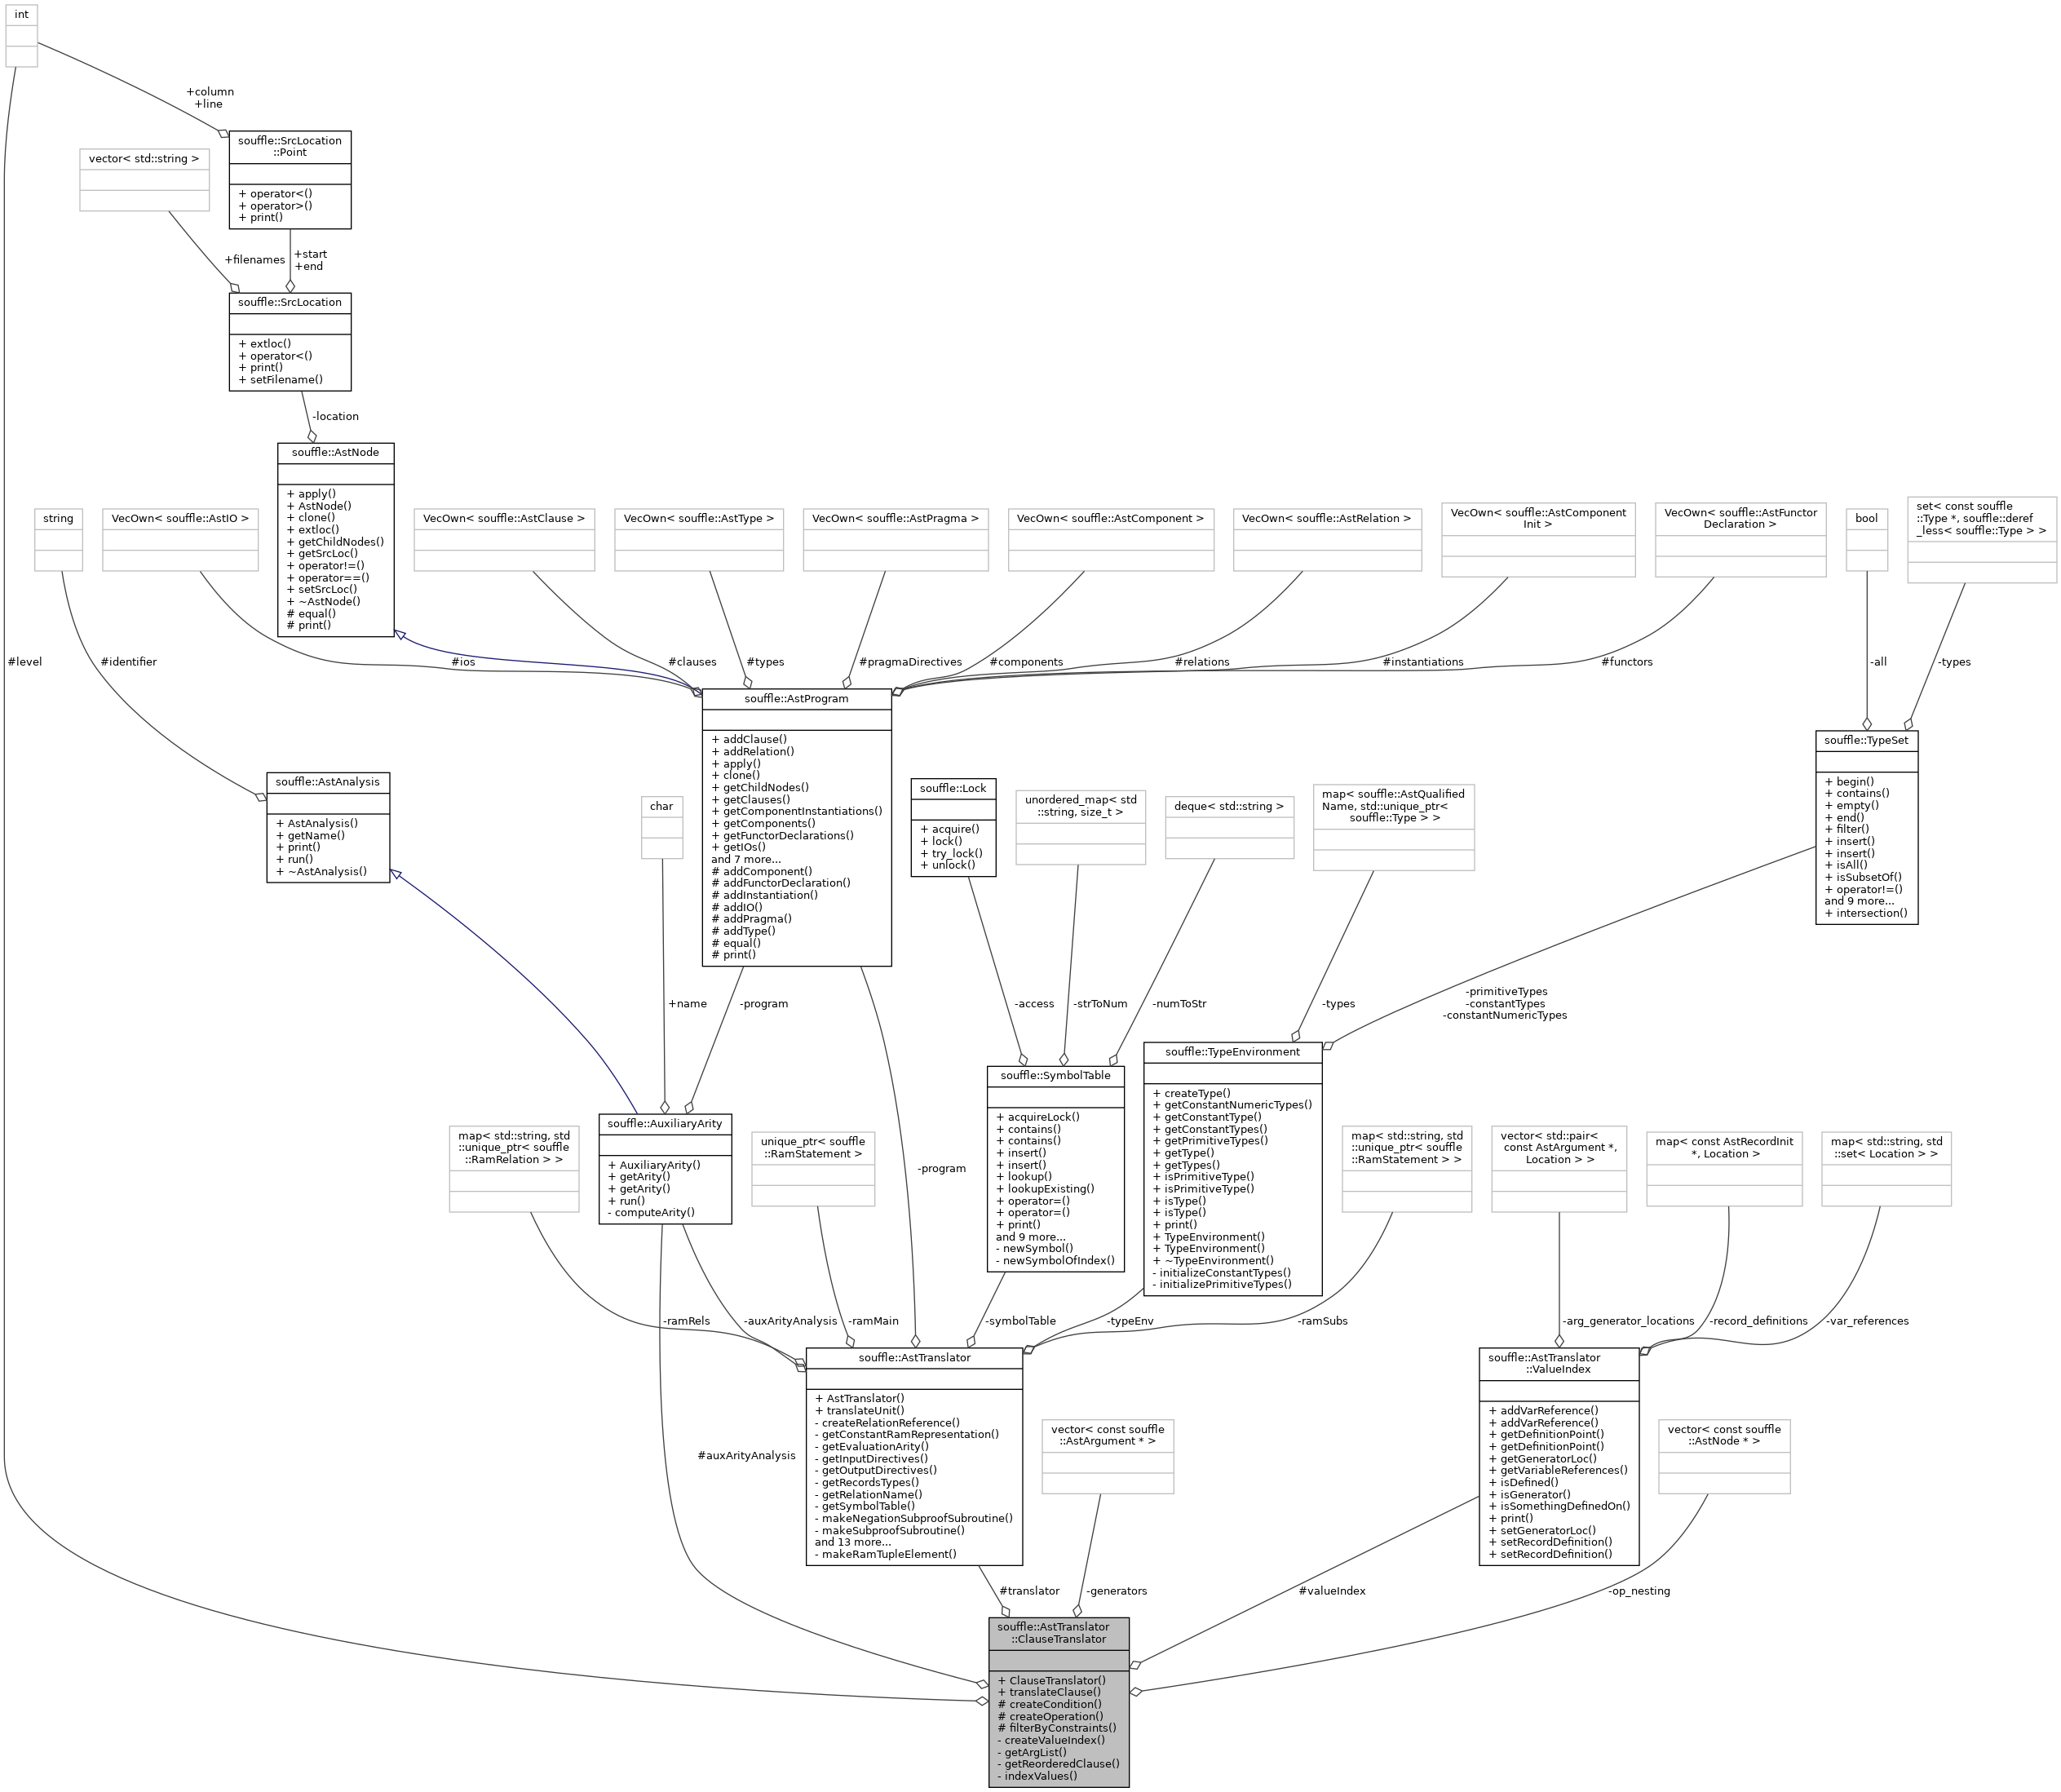 int
+column
+line
souffle::SrcLocation
::Point
+ operator<()
+ operator>()
+ print()
vector< std::string >
+filenames
+start
+end
souffle::SrcLocation
+ extloc()
+ operator<()
+ print()
+ setFilename()
-location
souffle::AstNode
+ apply()
+ AstNode()
+ clone()
+ extloc()
+ getChildNodes()
+ getSrcLoc()
+ operator!=()
+ operator==()
+ setSrcLoc()
+ ~AstNode()
# equal()
# print()
string
VecOwn< souffle::AstIO >
VecOwn< souffle::AstClause >
VecOwn< souffle::AstType >
VecOwn< souffle::AstPragma >
VecOwn< souffle::AstComponent >
VecOwn< souffle::AstRelation >
VecOwn< souffle::AstComponent
Init >
VecOwn< souffle::AstFunctor
Declaration >
bool
set< const souffle
::Type *, souffle::deref
_less< souffle::Type > >
#level
#identifier
#ios
#clauses
#types
#pragmaDirectives
#components
#relations
#instantiations
#functors
-all
-types
souffle::AstProgram
+ addClause()
+ addRelation()
+ apply()
+ clone()
+ getChildNodes()
+ getClauses()
+ getComponentInstantiations()
+ getComponents()
+ getFunctorDeclarations()
+ getIOs()
and 7 more...
# addComponent()
# addFunctorDeclaration()
# addInstantiation()
# addIO()
# addPragma()
# addType()
# equal()
# print()
souffle::TypeSet
+ begin()
+ contains()
+ empty()
+ end()
+ filter()
+ insert()
+ insert()
+ isAll()
+ isSubsetOf()
+ operator!=()
and 9 more...
+ intersection()
souffle::AstAnalysis
+ AstAnalysis()
+ getName()
+ print()
+ run()
+ ~AstAnalysis()
char
souffle::Lock
+ acquire()
+ lock()
+ try_lock()
+ unlock()
unordered_map< std
::string, size_t >
deque< std::string >
map< souffle::AstQualified
Name, std::unique_ptr<
souffle::Type > >
+name
-program
-access
-strToNum
-numToStr
-types
-primitiveTypes
-constantTypes
-constantNumericTypes
souffle::SymbolTable
+ acquireLock()
+ contains()
+ contains()
+ insert()
+ insert()
+ lookup()
+ lookupExisting()
+ operator=()
+ operator=()
+ print()
and 9 more...
- newSymbol()
- newSymbolOfIndex()
souffle::TypeEnvironment
+ createType()
+ getConstantNumericTypes()
+ getConstantType()
+ getConstantTypes()
+ getPrimitiveTypes()
+ getType()
+ getTypes()
+ isPrimitiveType()
+ isPrimitiveType()
+ isType()
+ isType()
+ print()
+ TypeEnvironment()
+ TypeEnvironment()
+ ~TypeEnvironment()
- initializeConstantTypes()
- initializePrimitiveTypes()
map< std::string, std
::unique_ptr< souffle
::RamRelation > >
souffle::AuxiliaryArity
+ AuxiliaryArity()
+ getArity()
+ getArity()
+ run()
- computeArity()
unique_ptr< souffle
::RamStatement >
-program
map< std::string, std
::unique_ptr< souffle
::RamStatement > >
vector< std::pair<
const AstArgument *,
Location > >
map< const AstRecordInit
*, Location >
map< std::string, std
::set< Location > >
-ramRels
-auxArityAnalysis
-ramMain
-symbolTable
-typeEnv
-ramSubs
-arg_generator_locations
-record_definitions
-var_references
souffle::AstTranslator
+ AstTranslator()
+ translateUnit()
- createRelationReference()
- getConstantRamRepresentation()
- getEvaluationArity()
- getInputDirectives()
- getOutputDirectives()
- getRecordsTypes()
- getRelationName()
- getSymbolTable()
- makeNegationSubproofSubroutine()
- makeSubproofSubroutine()
and 13 more...
- makeRamTupleElement()
#auxArityAnalysis
vector< const souffle
::AstArgument * >
souffle::AstTranslator
::ValueIndex
+ addVarReference()
+ addVarReference()
+ getDefinitionPoint()
+ getDefinitionPoint()
+ getGeneratorLoc()
+ getVariableReferences()
+ isDefined()
+ isGenerator()
+ isSomethingDefinedOn()
+ print()
+ setGeneratorLoc()
+ setRecordDefinition()
+ setRecordDefinition()
vector< const souffle
::AstNode * >
#translator
-generators
#valueIndex
-op_nesting
souffle::AstTranslator
::ClauseTranslator
+ ClauseTranslator()
+ translateClause()
# createCondition()
# createOperation()
# filterByConstraints()
- createValueIndex()
- getArgList()
- getReorderedClause()
- indexValues()